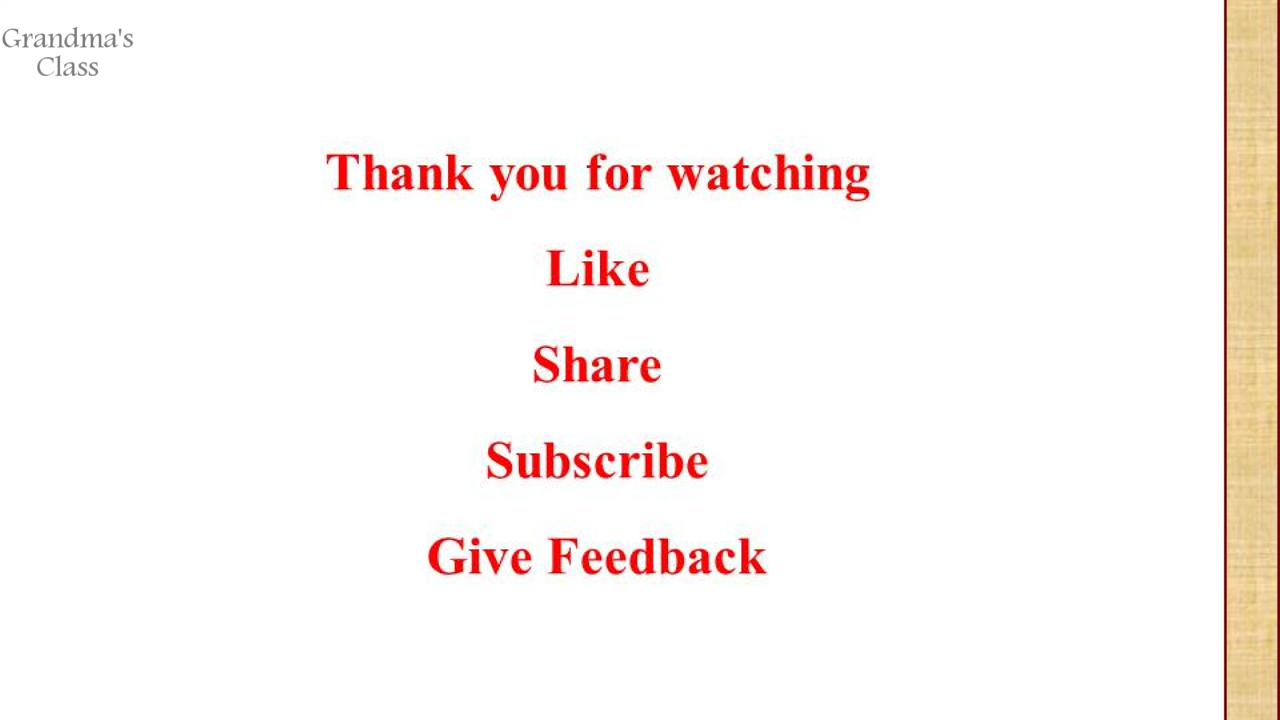 Grandma's
Class
Thank you for watching
Like
Share
Subscribe
Give Feedback